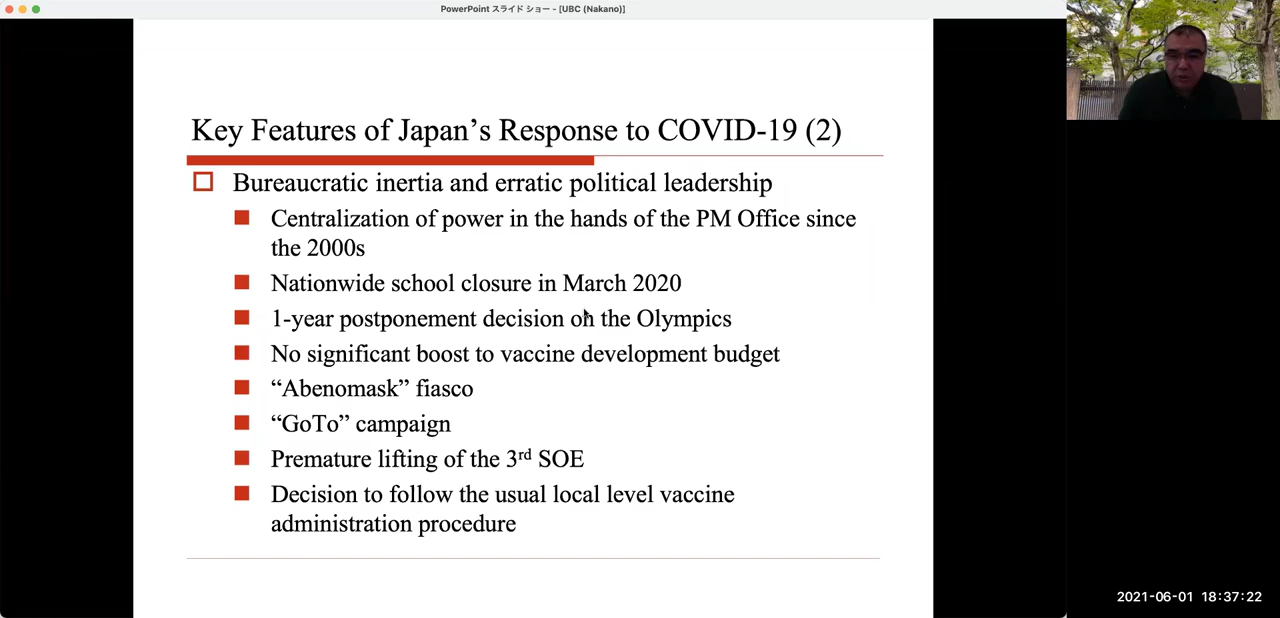 PowerPoint スライド ショー - [UBC (Nakano)]
Key Features of Japan’s Response to COVID-19 (2)
Bureaucratic inertia and erratic political leadership
Centralization of power in the hands of the PM Office since
the 2000s
Nationwide school closure in March 2020
1-year postponement decision on the Olympics
No significant boost to vaccine development budget
“Abenomask” fiasco
“GoTo” campaign
Premature lifting of the 3rd SOE
Decision to follow the usual local level vaccine
administration procedure
2021-06-01 18:37:22